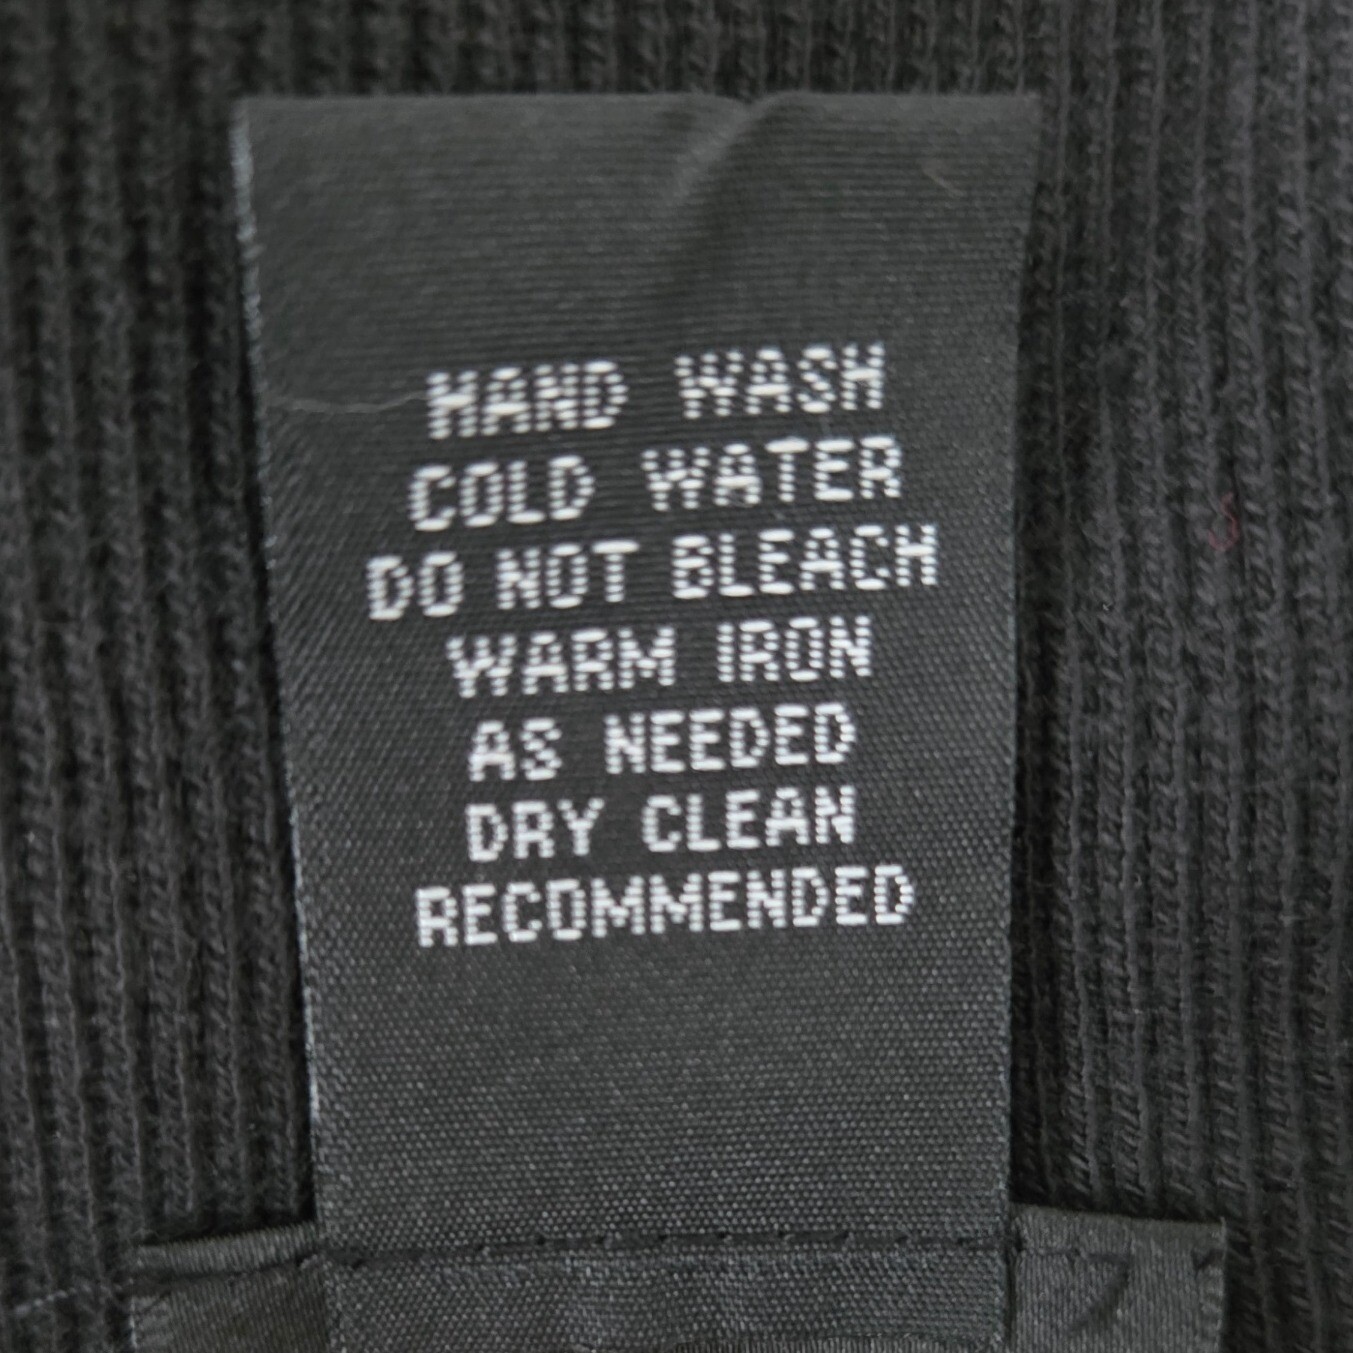 HAND WASH
COLD WATER
DO NOT BLEACH
WARM IRON
AS NEEDED
DRY CLEAN
RECOMMENDED